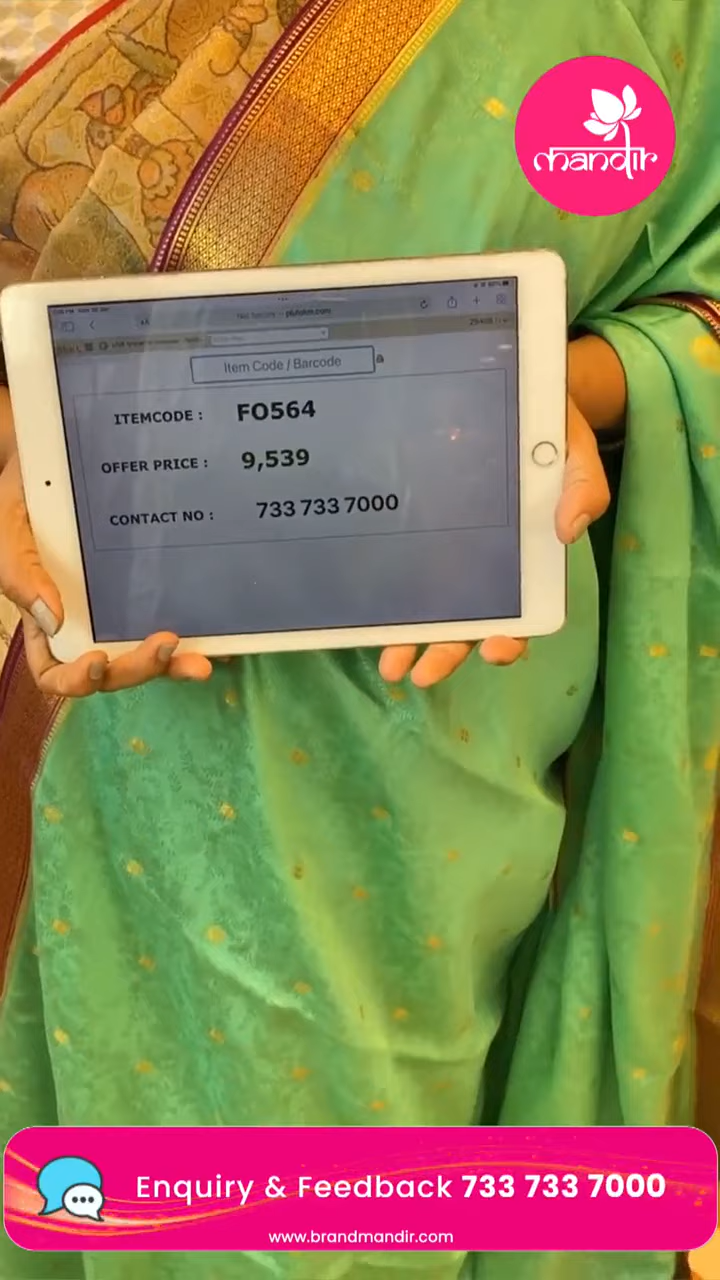 mandir
Item Code / Barcode
ITEMCODE : FO564
OFFER PRICE : 9,539
CONTACT NO : 733 733 7000
Enquiry & Feedback 733 733 7000
www.brandmandir.com